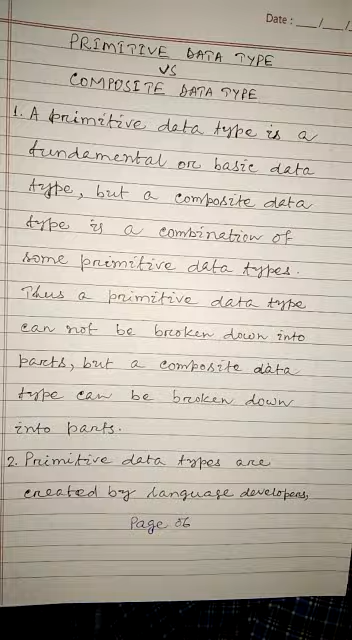 Date: __/__/_
PRIMITIVE DATA TYPE
VS
COMPOSITE DATA TYPE
1. A primitive data type is a
fundamental or basic data
type, but a composite data
type is a combination of
some primitive data types.
Thus a primitive data type
can not be broken down into
parts, but a composite data
type can be broken down
into parts.
2. Primitive data types are
created by language developers,
Page 06